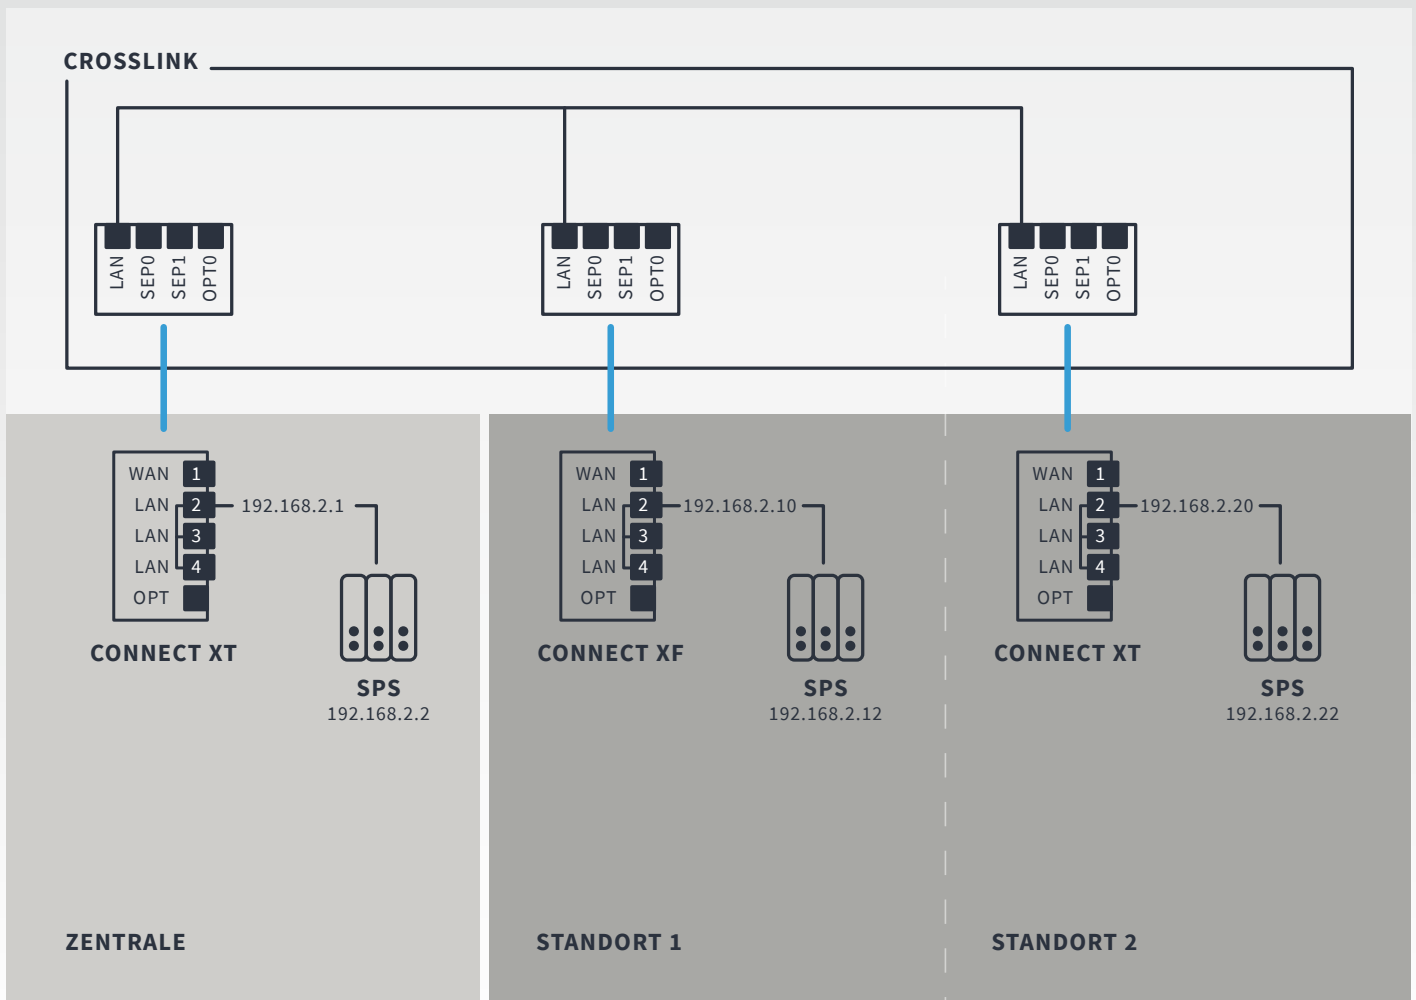 CROSSLINK
LAN SEP0 SEP1 OPT0
LAN SEP0 SEP1 OPT0
LAN SEP0 SEP1 OPT0
WAN 1
LAN 2 192.168.2.1
LAN 3
LAN 4
OPT
CONNECT XT
SPS
192.168.2.2
ZENTRALE
WAN 1
LAN 2 192.168.2.10
LAN 3
LAN 4
OPT
CONNECT XF
SPS
192.168.2.12
STANDORT 1
WAN 1
LAN 2 192.168.2.20
LAN 3
LAN 4
OPT
CONNECT XT
SPS
192.168.2.22
STANDORT 2